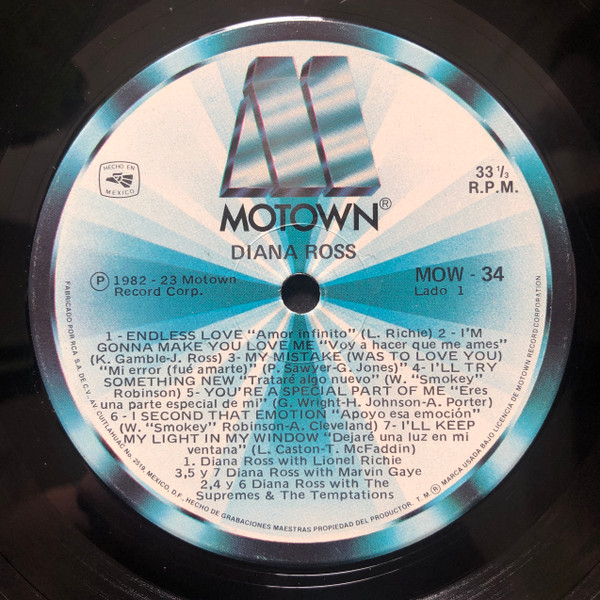 HECHO EN
MEXICO
33 1/3
R.P.M.
MOTOWN®
DIANA ROSS
Ⓟ 1982 - 23 Motown
Record Corp.
MOW - 34
Lado 1
1 - ENDLESS LOVE "Amor infinito" (L. Richie) 2 - I'M
GONNA MAKE YOU LOVE ME "Voy a hacer que me ames"
(K. Gamble-J. Ross) 3- MY MISTAKE (WAS TO LOVE YOU)
"Mi error (fué amarte)" (P. Sawyer-G. Jones)" 4- I'LL TRY
SOMETHING NEW "Trataré algo nuevo" (W. "Smokey"
Robinson) 5- YOU'RE A SPECIAL PART OF ME "Eres
una parte especial de mi" (G. Wright-H. Johnson-A. Porter)
6 - I SECOND THAT EMOTION "Apoyo esa emoción"
(W. "Smokey" Robinson-A. Cleveland) 7- I'LL KEEP
MY LIGHT IN MY WINDOW "Dejaré una luz en mi
ventana" (L. Caston-T. McFaddin)
1. Diana Ross with Lionel Richie
3,5 y 7 Diana Ross with Marvin Gaye
2,4 y 6 Diana Ross with The
Supremes & The Temptations
FABRICADO POR RCA S.A. DE C.V., AV. CUITLAHUAC No. 2519, MEXICO, D.F., HECHO DE GRABACIONES MAESTRAS PROPIEDAD DEL PRODUCTOR. T.M.® MARCA USADA BAJO LICENCIA DE MOTOWN RECORD CORPORATION